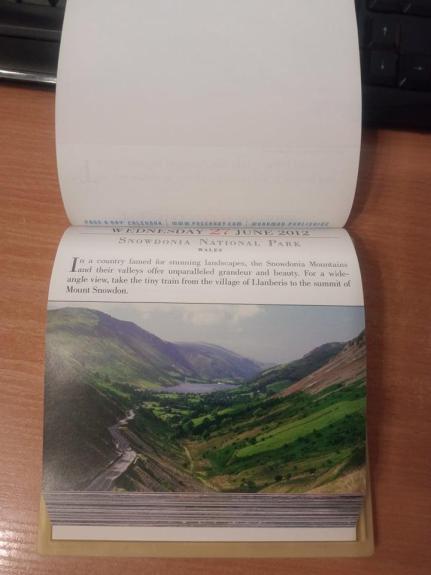 PAGE-A-DAY CALENDAR | WWW.PAGEADAY.COM | WORKMAN PUBLISHING
WEDNESDAY 27 JUNE 2012
SNOWDONIA NATIONAL PARK
WALES
In a country famed for stunning landscapes, the Snowdonia Mountains
and their valleys offer unparalleled grandeur and beauty. For a wide-
angle view, take the tiny train from the village of Llanberis to the summit of
Mount Snowdon.